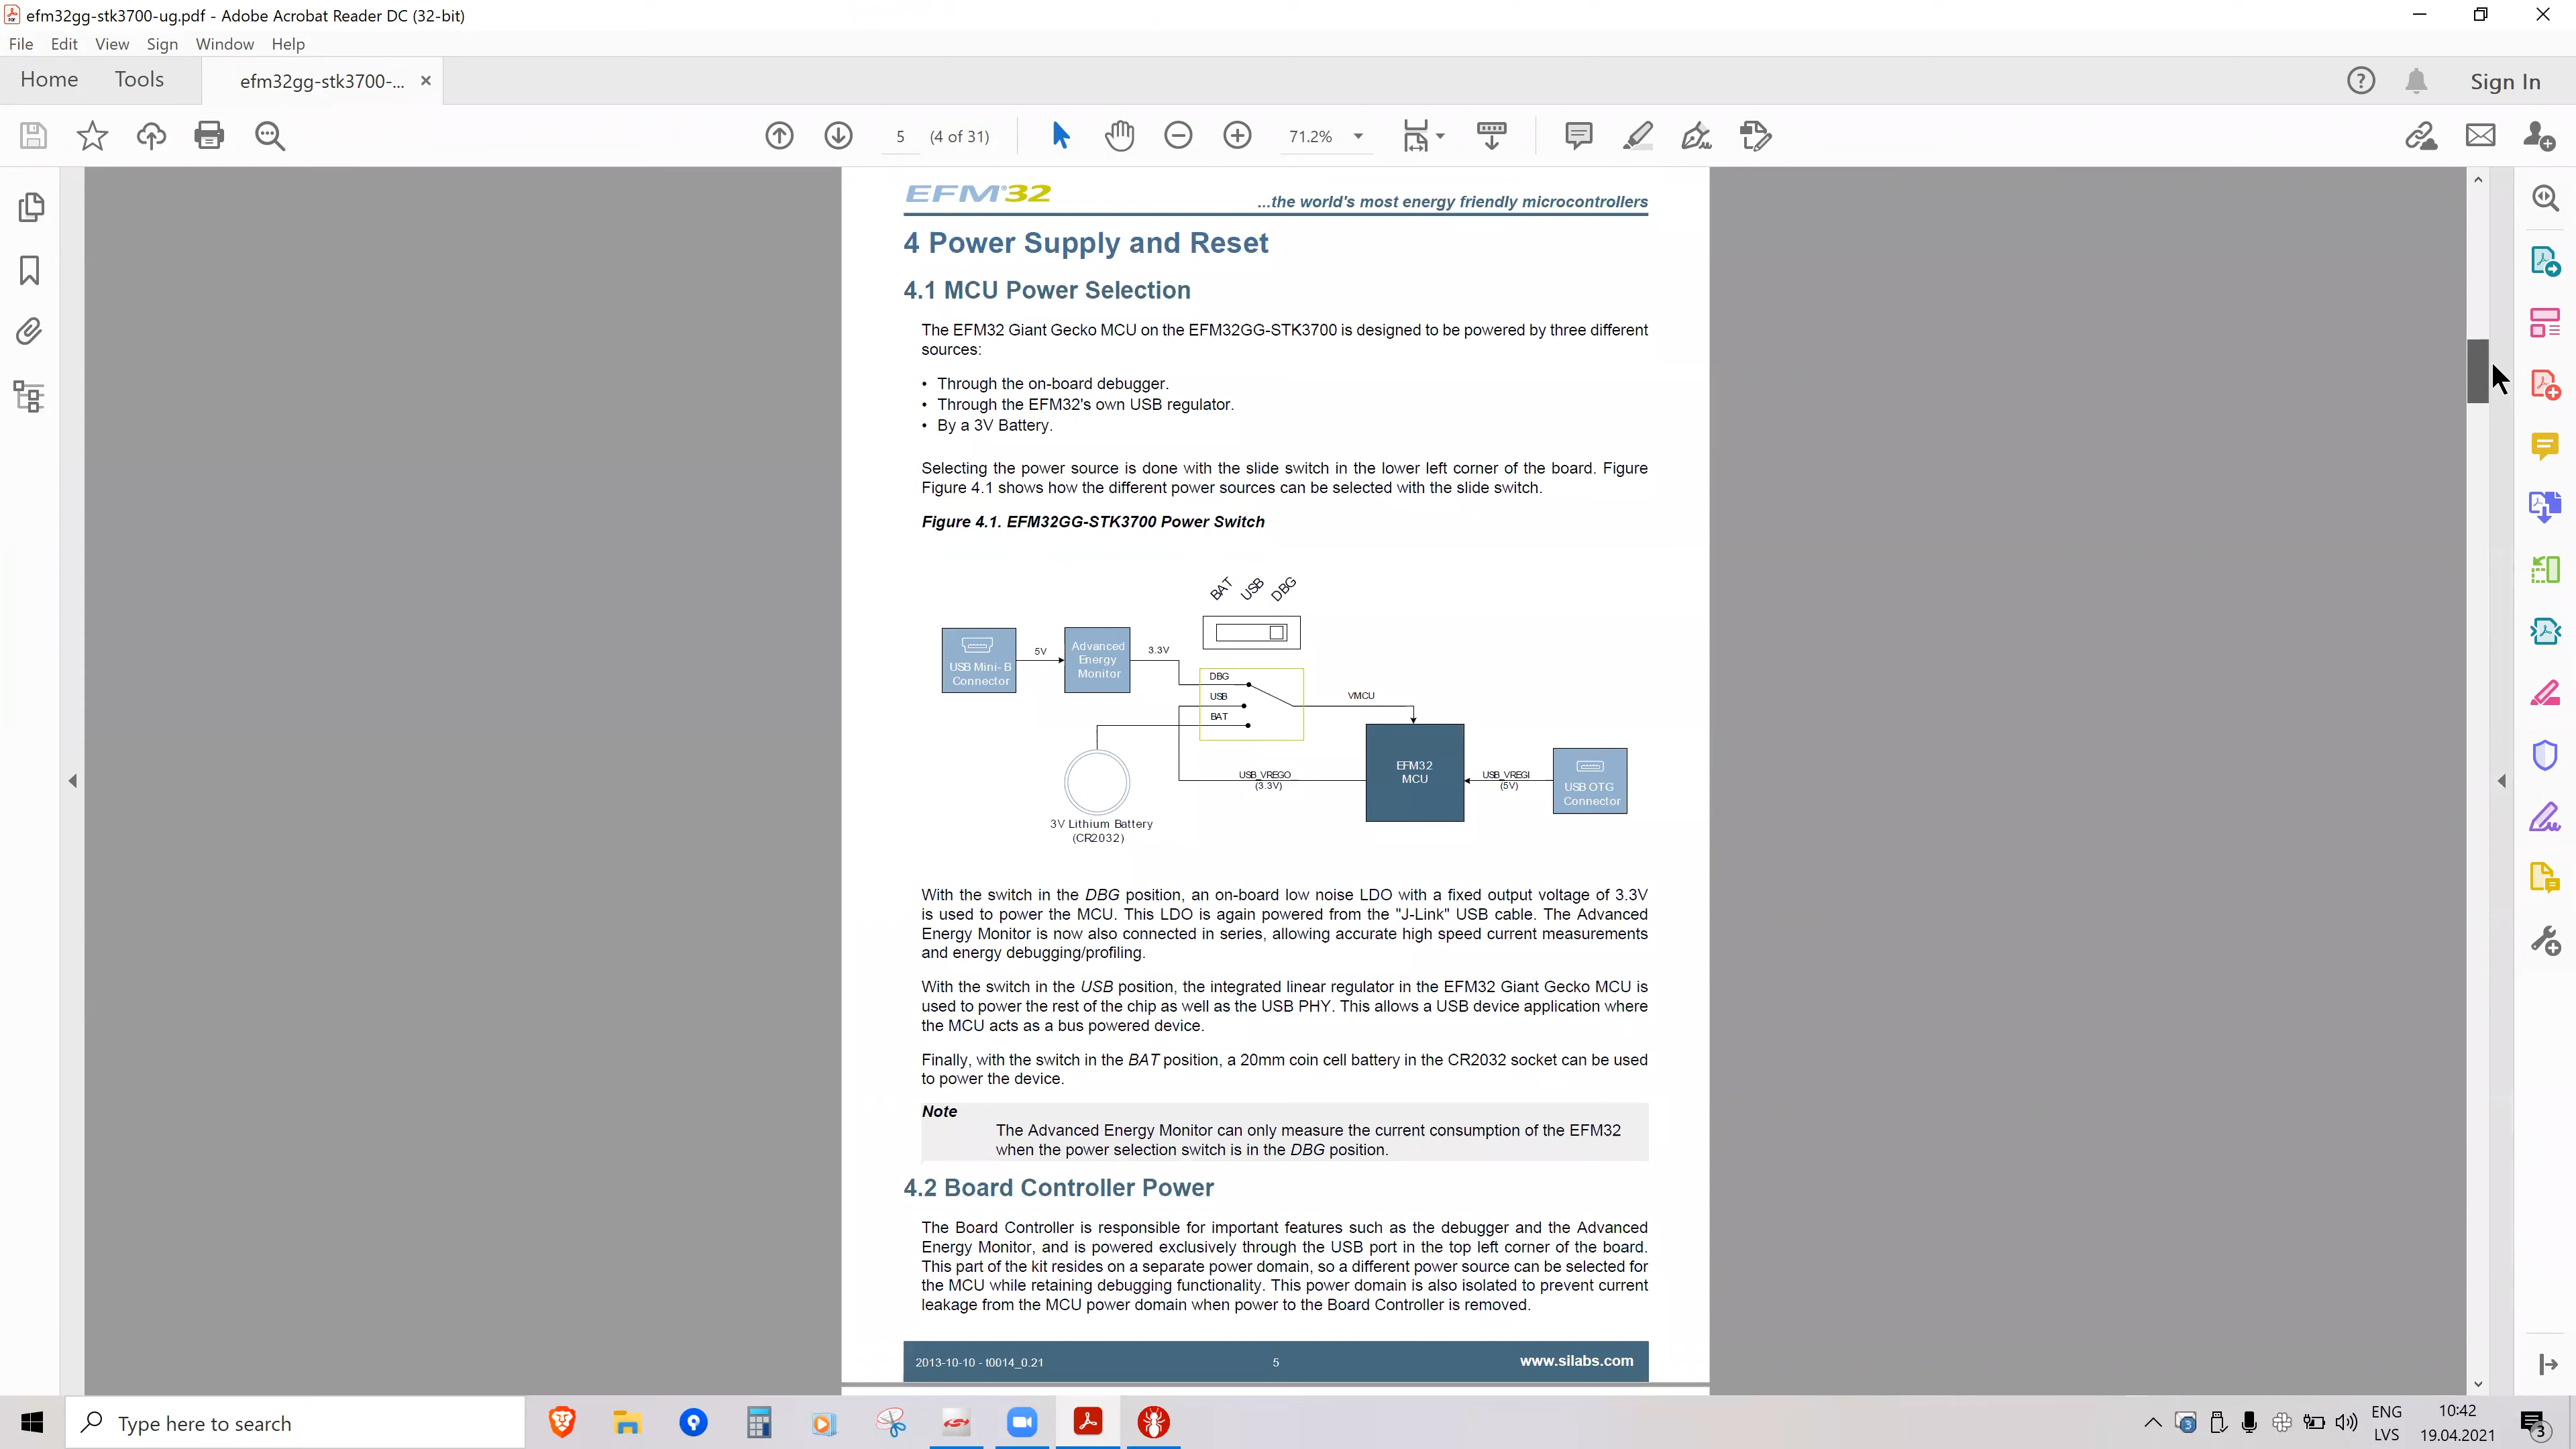 efm32gg-stk3700-ug.pdf - Adobe Acrobat Reader DC (32-bit)
File Edit View Sign Window Help
Home Tools efm32gg-stk3700-... × Sign In
5 (4 of 31) 71.2%
EFM®32
...the world's most energy friendly microcontrollers
4 Power Supply and Reset
4.1 MCU Power Selection
The EFM32 Giant Gecko MCU on the EFM32GG-STK3700 is designed to be powered by three different
sources:
• Through the on-board debugger.
• Through the EFM32's own USB regulator.
• By a 3V Battery.
Selecting the power source is done with the slide switch in the lower left corner of the board. Figure
Figure 4.1 shows how the different power sources can be selected with the slide switch.
Figure 4.1. EFM32GG-STK3700 Power Switch
BAT USB DBG
USB Mini-B
Connector
5V
Advanced
Energy
Monitor
3.3V
DBG
USB
BAT
VMCU
EFM32
MCU
USB_VREGO
(3.3V)
USB_VREGI
(5V)
USB OTG
Connector
3V Lithium Battery
(CR2032)
With the switch in the DBG position, an on-board low noise LDO with a fixed output voltage of 3.3V
is used to power the MCU. This LDO is again powered from the "J-Link" USB cable. The Advanced
Energy Monitor is now also connected in series, allowing accurate high speed current measurements
and energy debugging/profiling.
With the switch in the USB position, the integrated linear regulator in the EFM32 Giant Gecko MCU is
used to power the rest of the chip as well as the USB PHY. This allows a USB device application where
the MCU acts as a bus powered device.
Finally, with the switch in the BAT position, a 20mm coin cell battery in the CR2032 socket can be used
to power the device.
Note
The Advanced Energy Monitor can only measure the current consumption of the EFM32
when the power selection switch is in the DBG position.
4.2 Board Controller Power
The Board Controller is responsible for important features such as the debugger and the Advanced
Energy Monitor, and is powered exclusively through the USB port in the top left corner of the board.
This part of the kit resides on a separate power domain, so a different power source can be selected for
the MCU while retaining debugging functionality. This power domain is also isolated to prevent current
leakage from the MCU power domain when power to the Board Controller is removed.
2013-10-10 - t0014_0.21 5 www.silabs.com
Type here to search
3
ENG
LVS
10:42
19.04.2021
3